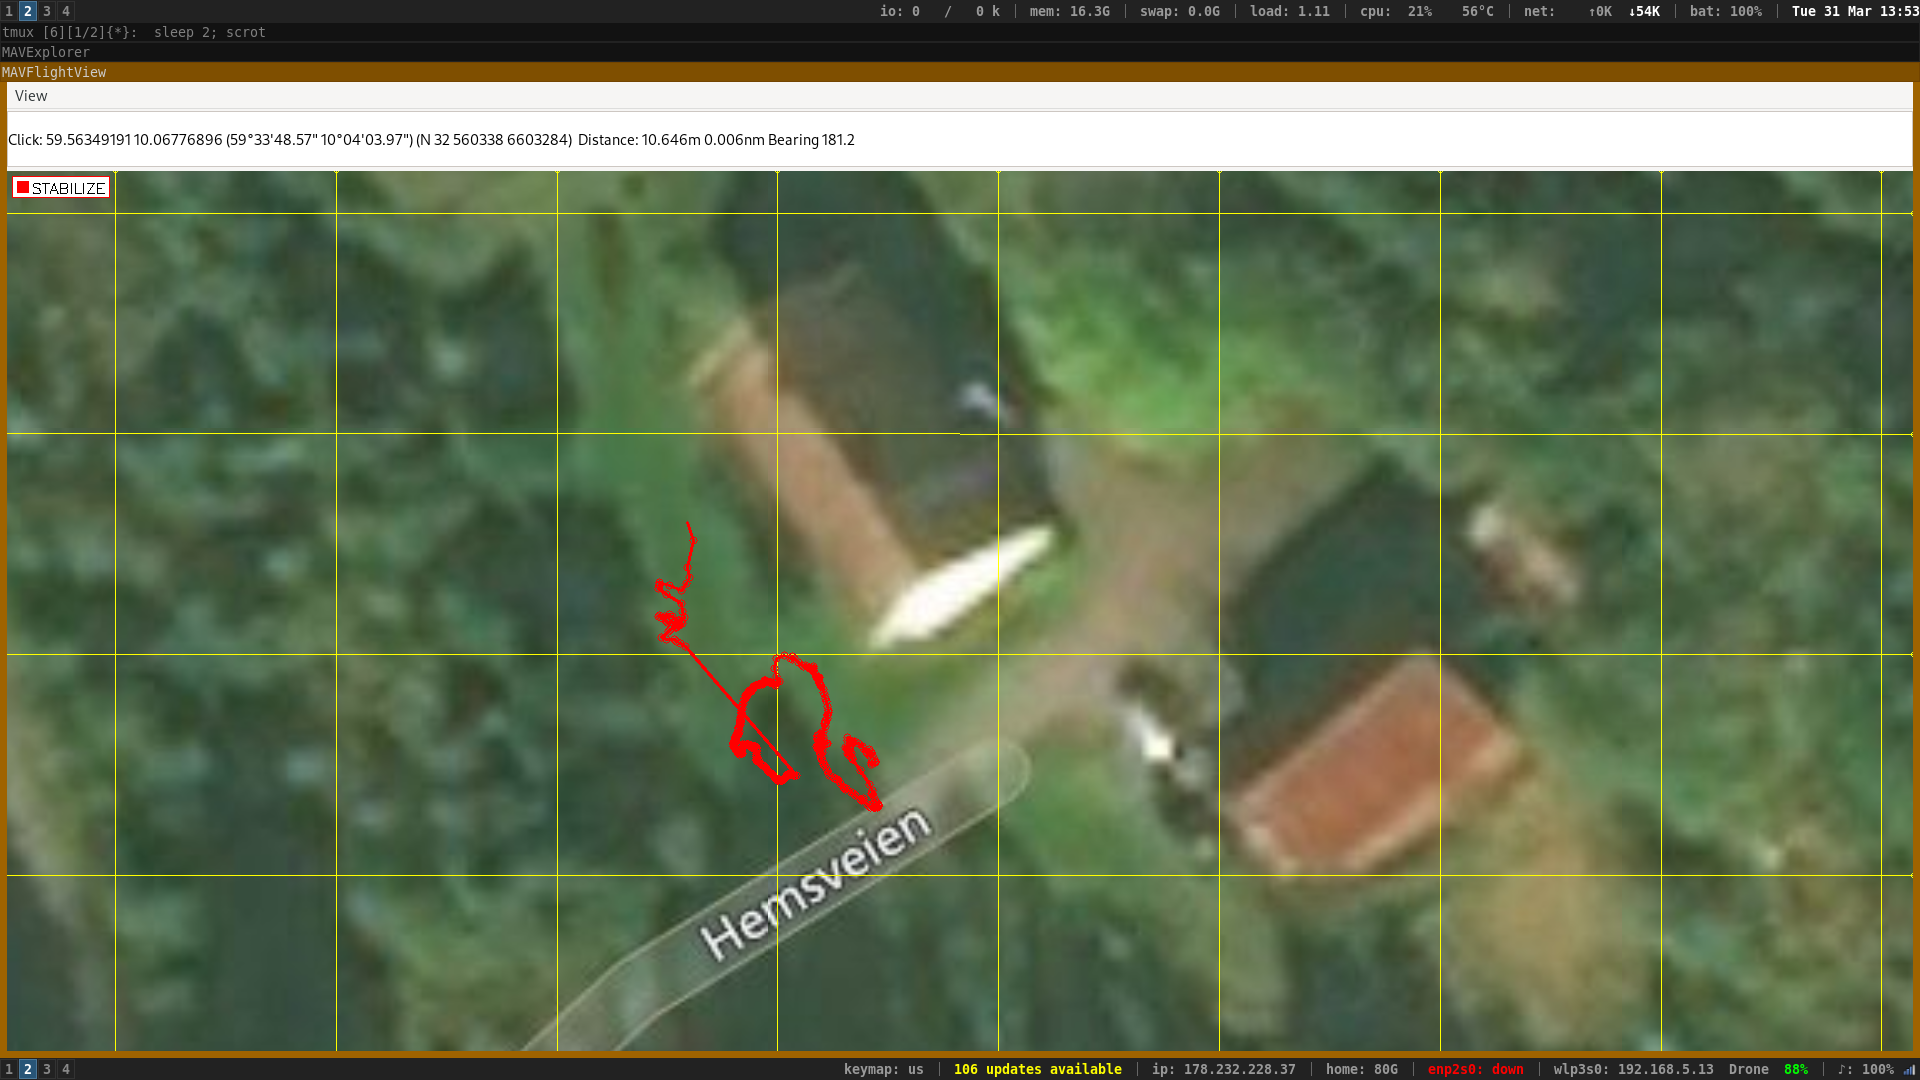 1 2 3 4 io: 0 / 0 k mem: 16.3G swap: 0.0G load: 1.11 cpu: 21% 56°C net: ↑0K ↓54K bat: 100% Tue 31 Mar 13:53
tmux [6][1/2]{*}: sleep 2; scrot
MAVExplorer
MAVFlightView
View
Click: 59.56349191 10.06776896 (59°33'48.57" 10°04'03.97") (N 32 560338 6603284) Distance: 10.646m 0.006nm Bearing 181.2
STABILIZE
Hemsveien
1 2 3 4 keymap: us 106 updates available ip: 178.232.228.37 home: 80G enp2s0: down wlp3s0: 192.168.5.13 Drone 88% ♪: 100%